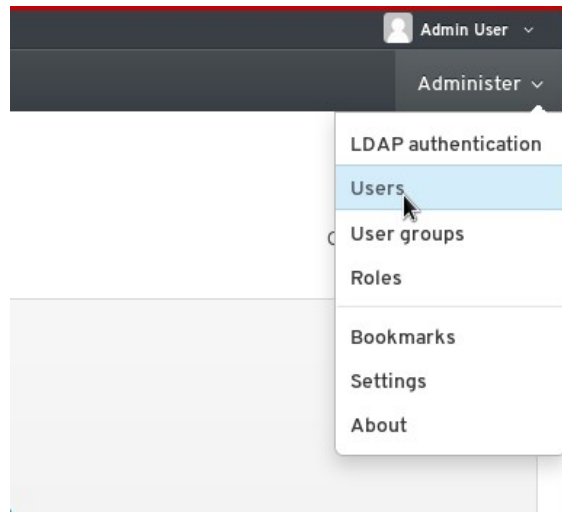 Admin User
Administer
LDAP authentication
Users
User groups
Roles
Bookmarks
Settings
About